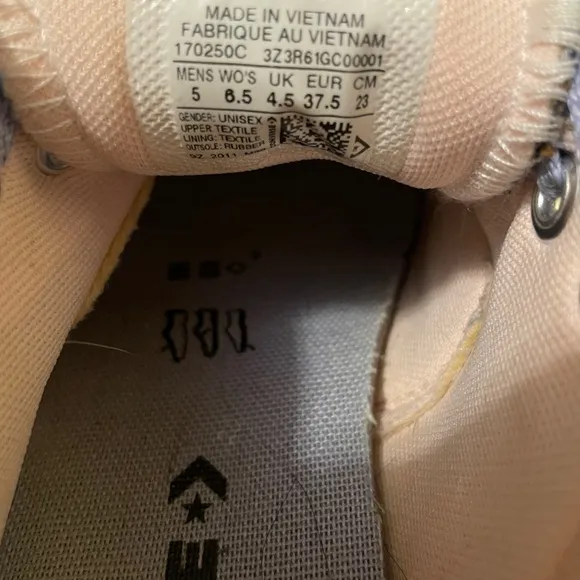 MADE IN VIETNAM
FABRIQUE AU VIETNAM
170250C 3Z3R61GC00001
MENS WO'S UK EUR CM
5 6.5 4.5 37.5 23
GENDER: UNISEX
UPPER TEXTILE
LINING: TEXTILE
OUTSOLE: RUBBER